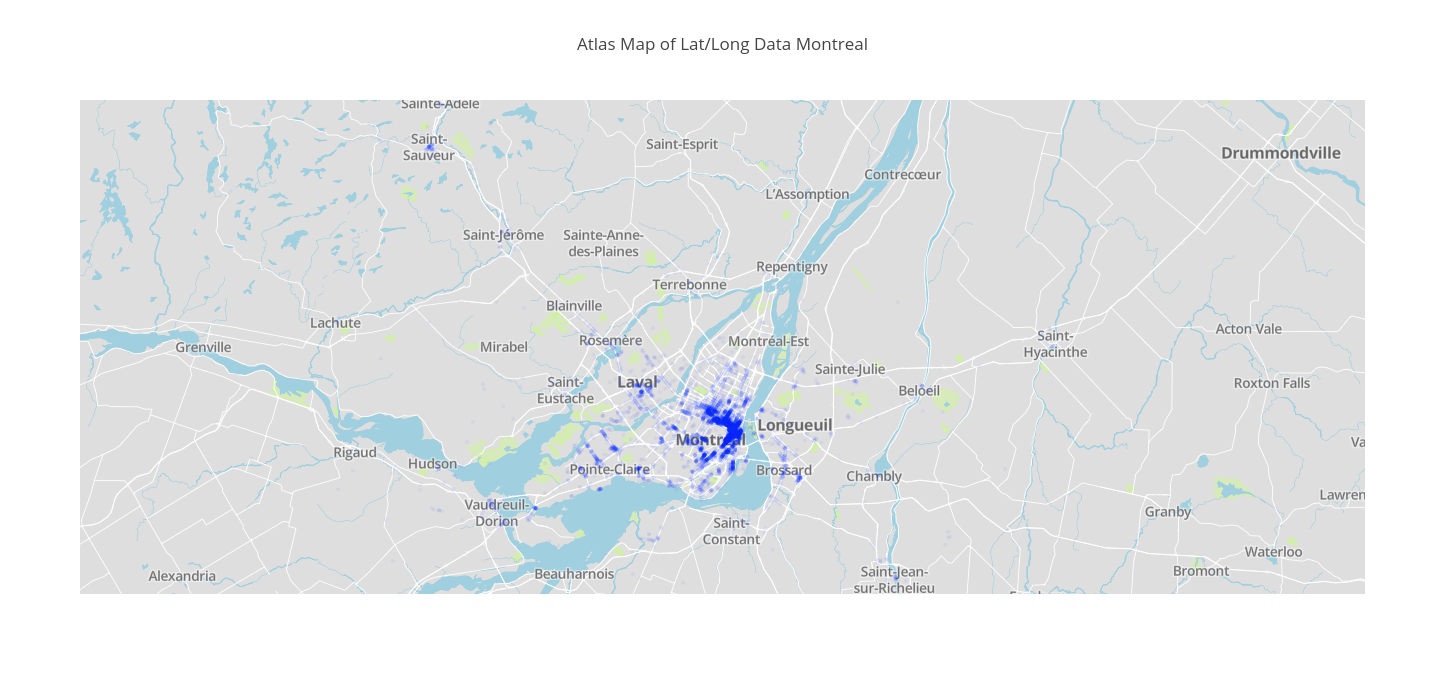 Atlas Map of Lat/Long Data Montreal
Sainte-Adèle
Saint-
Sauveur
Saint-Esprit
Drummondville
Contrecœur
L'Assomption
Saint-Jérôme
Sainte-Anne-
des-Plaines
Repentigny
Terrebonne
Blainville
Lachute
Grenville
Mirabel
Rosemère
Montréal-Est
Saint-
Hyacinthe
Acton Vale
Sainte-Julie
Laval
Saint-
Eustache
Beloeil
Roxton Falls
Longueuil
Montreal
Va
Rigaud
Hudson
Pointe-Claire
Brossard
Chambly
Vaudreuil-
Dorion
Saint-
Constant
Granby
Lawren
Waterloo
Alexandria
Beauharnois
Saint-Jean-
sur-Richelieu
Bromont